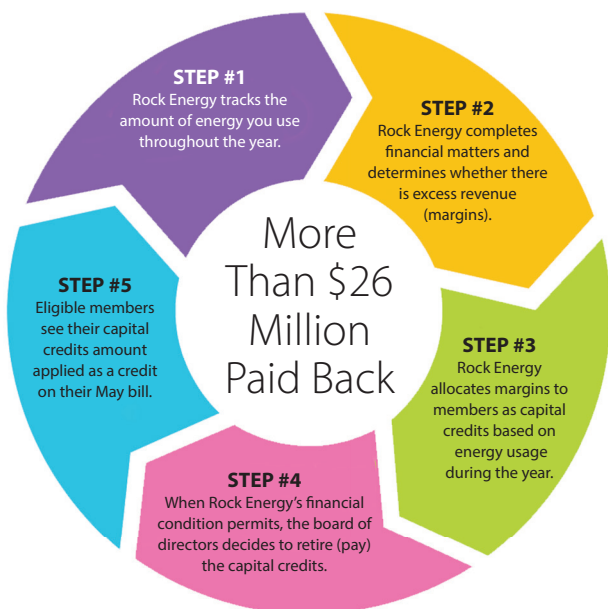 STEP #1
Rock Energy tracks the
amount of energy you use
throughout the year.
STEP #2
Rock Energy completes
financial matters and
determines whether there
is excess revenue
(margins).
STEP #3
Rock Energy
allocates margins to
members as capital
credits based on
energy usage
during the year.
STEP #4
When Rock Energy’s financial
condition permits, the board of
directors decides to retire (pay)
the capital credits.
STEP #5
Eligible members
see their capital
credits amount
applied as a credit
on their May bill.
More
Than $26
Million
Paid Back